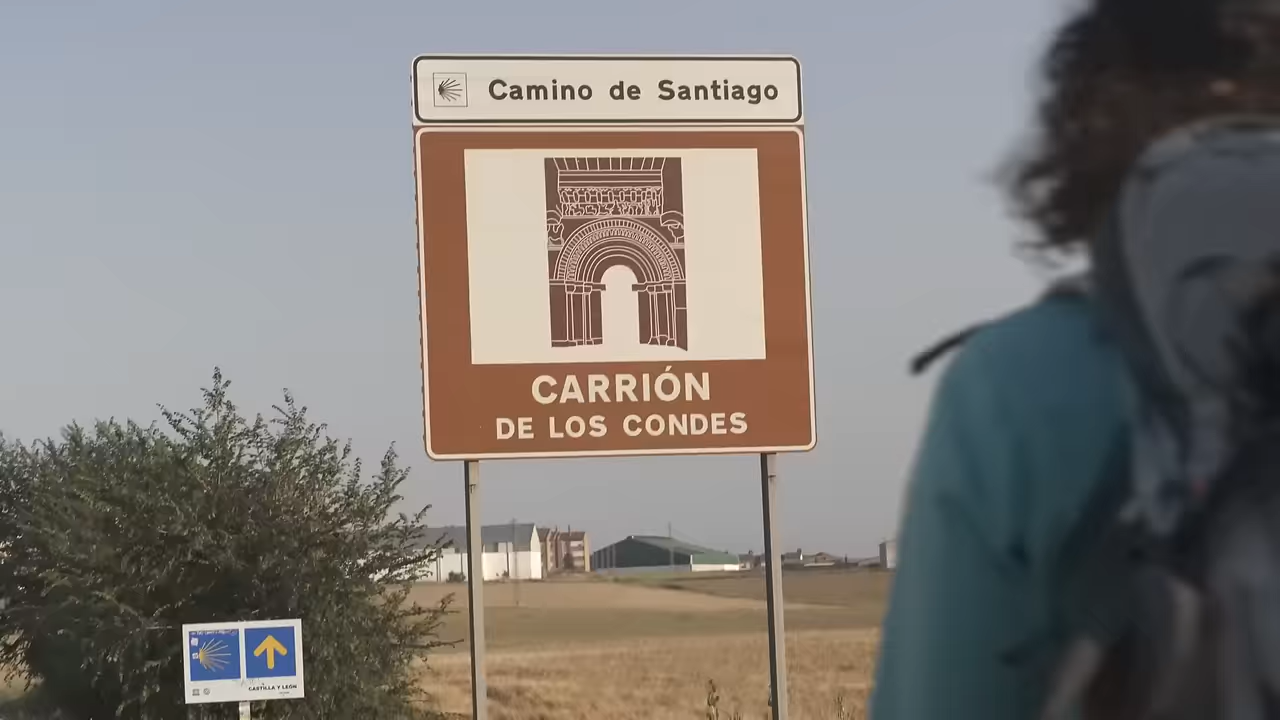 Camino de Santiago
CARRIÓN
DE LOS CONDES
CASTILLA Y LEÓN